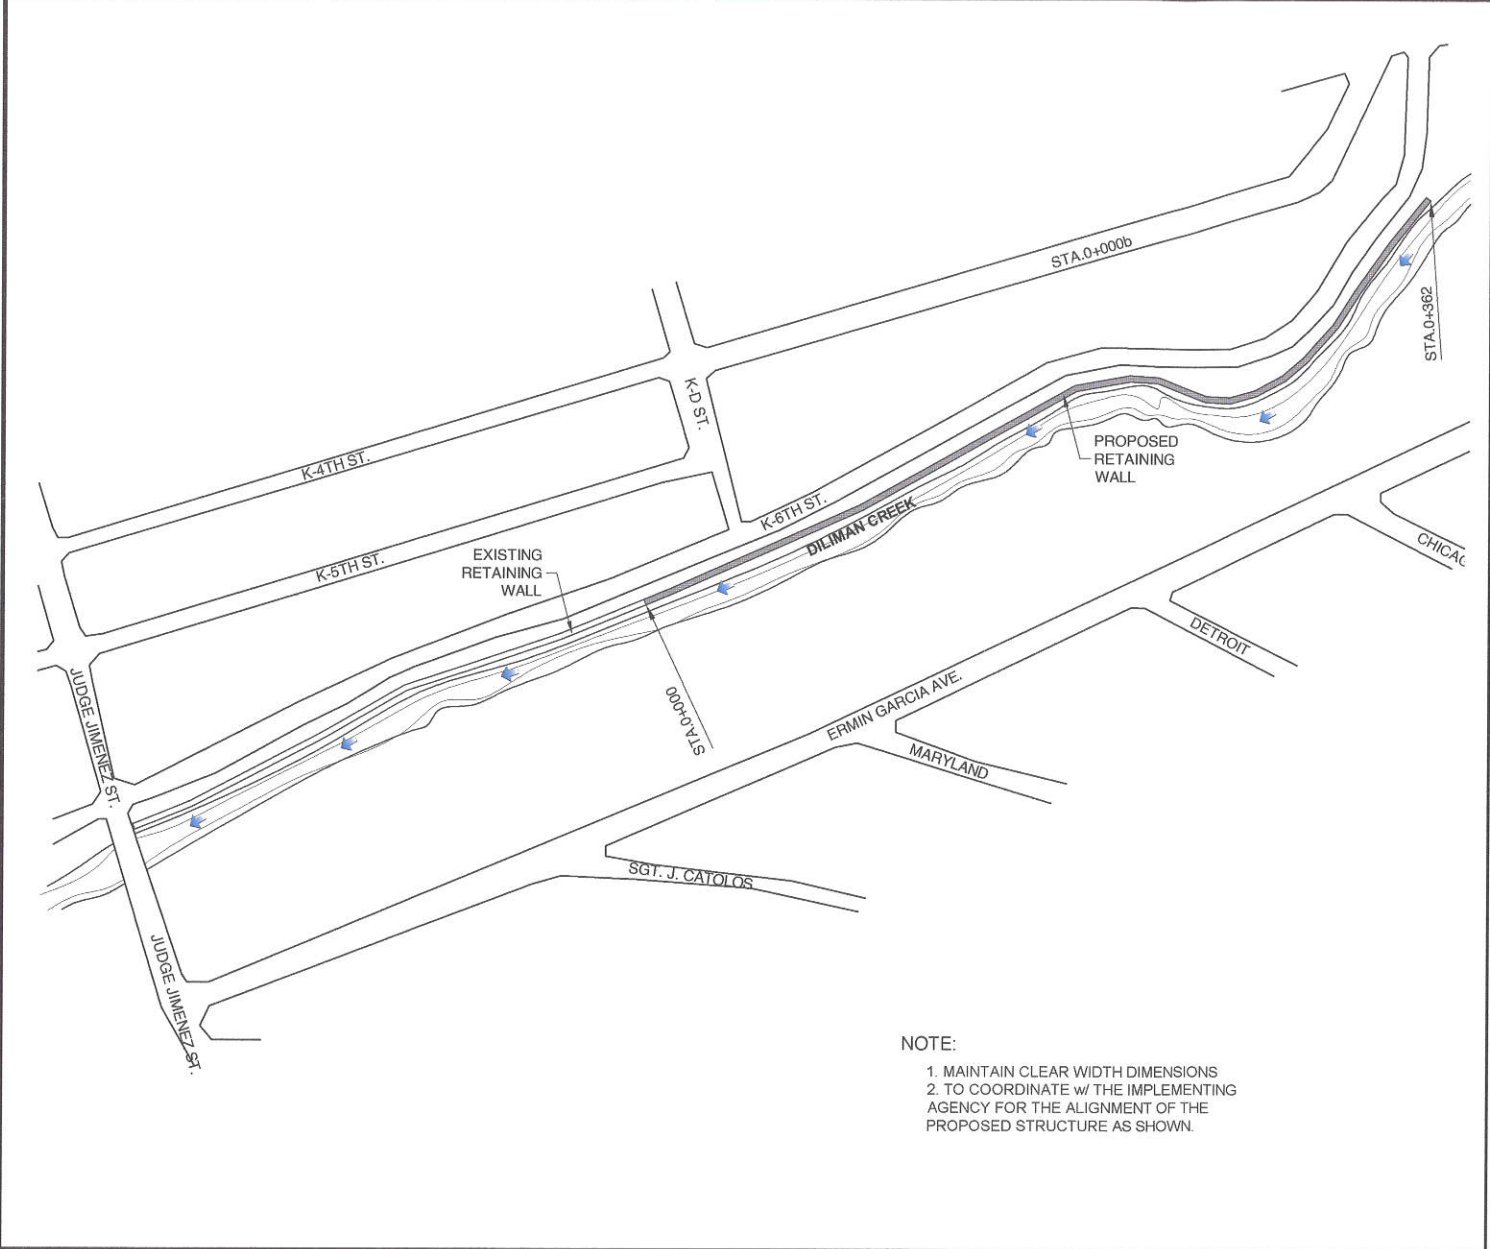 STA.0+000b
STA.0+362
K-D ST.
K-4TH ST.
PROPOSED
RETAINING
WALL
K-6TH ST.
DILIMAN CREEK
EXISTING
RETAINING
WALL
K-5TH ST.
CHICAG
DETROIT
JUDGE JIMENEZ ST.
STA.0+000
ERMIN GARCIA AVE.
MARYLAND
SGT. J. CATOLOS
JUDGE JIMENEZ ST.
NOTE:
1. MAINTAIN CLEAR WIDTH DIMENSIONS
2. TO COORDINATE w/ THE IMPLEMENTING
AGENCY FOR THE ALIGNMENT OF THE
PROPOSED STRUCTURE AS SHOWN.